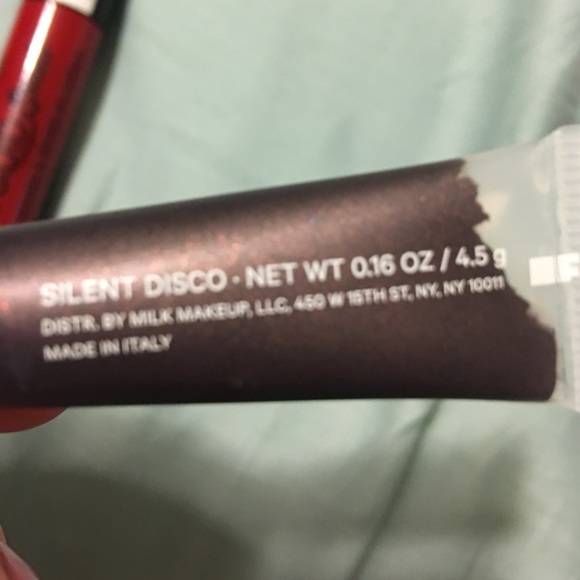 SILENT DISCO · NET WT 0.16 OZ / 4.5 g
DISTR. BY MILK MAKEUP, LLC, 450 W 15TH ST, NY, NY 10011
MADE IN ITALY